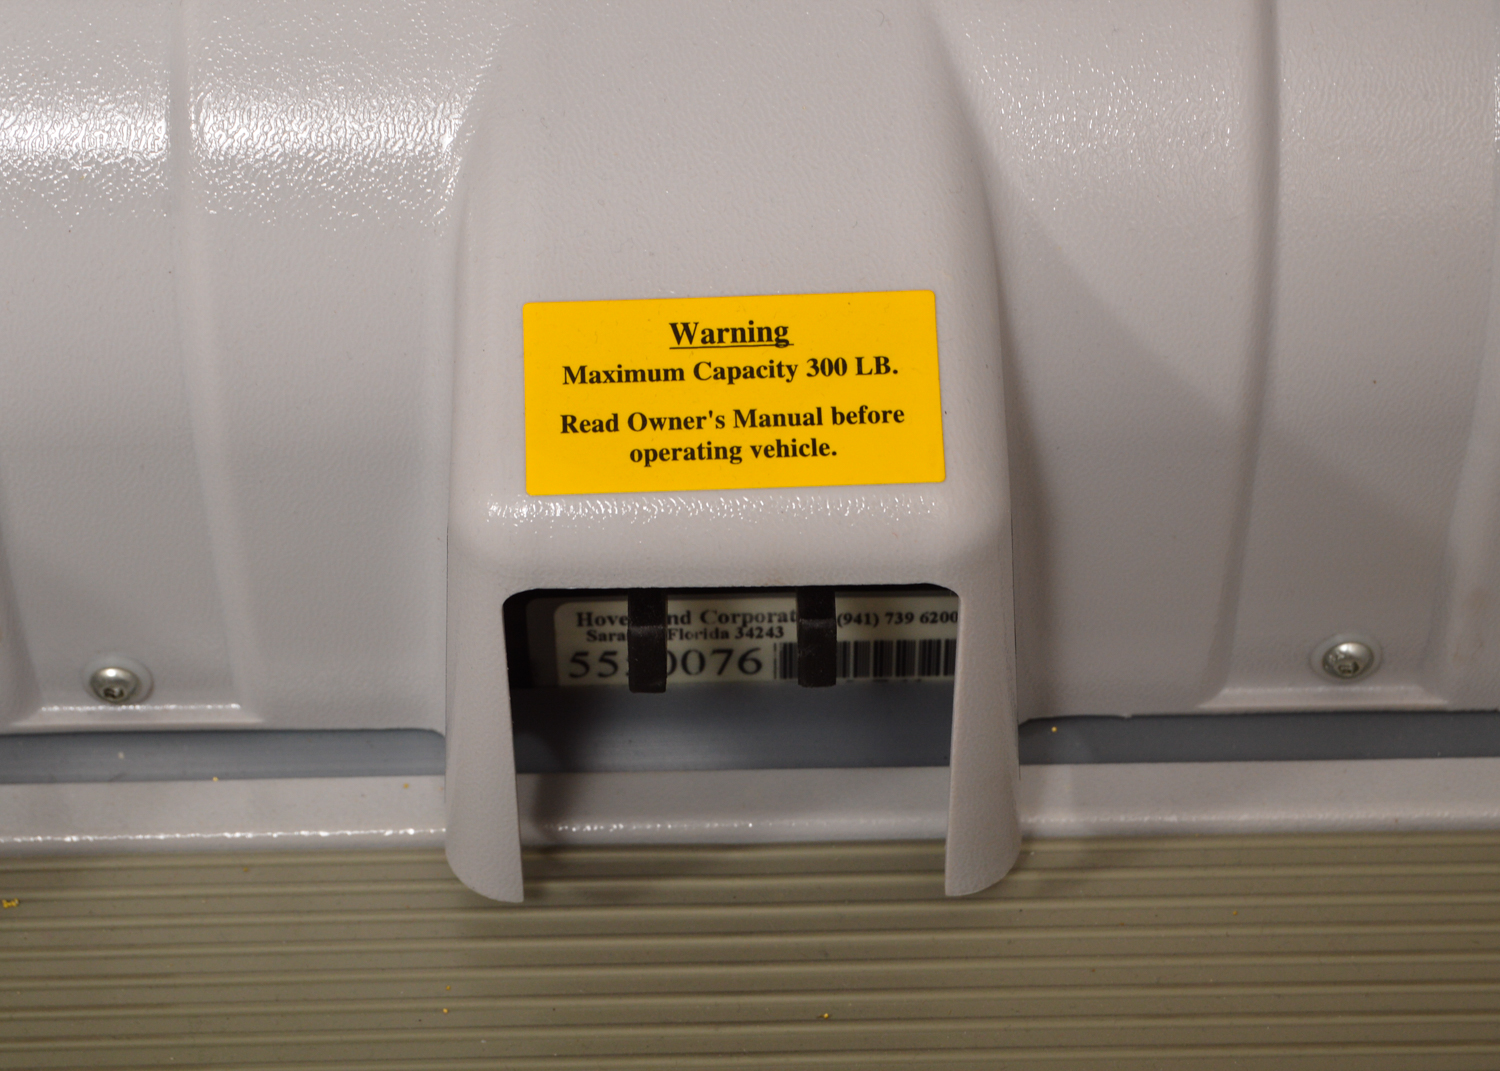 Warning
Maximum Capacity 300 LB.
Read Owner's Manual before
operating vehicle.
(941) 739 6200
Florida 34243